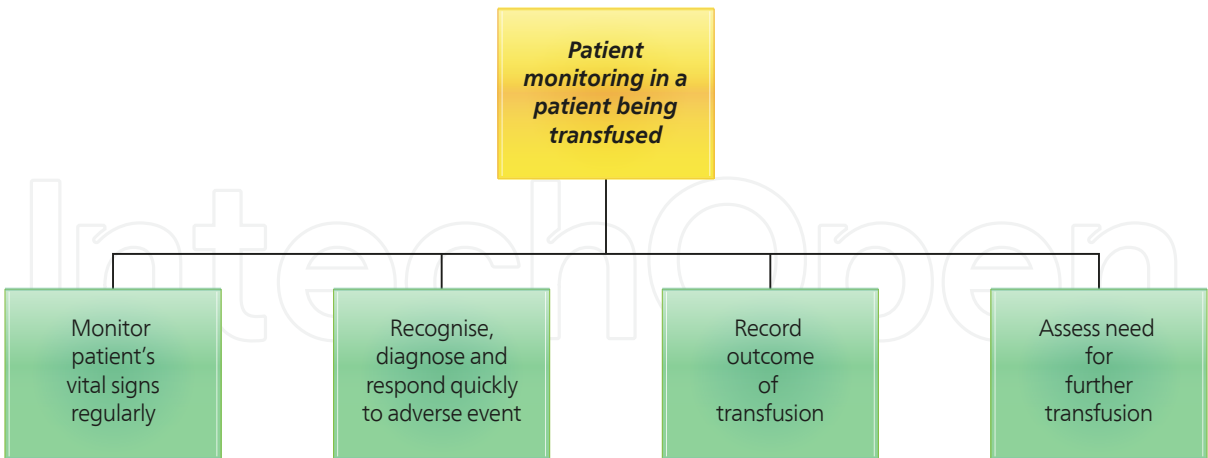 Patient
monitoring in a
patient being
transfused
IntechOpen
Monitor
patient's
vital signs
regularly
Recognise,
diagnose and
respond quickly
to adverse event
Record
outcome
of
transfusion
Assess need
for
further
transfusion